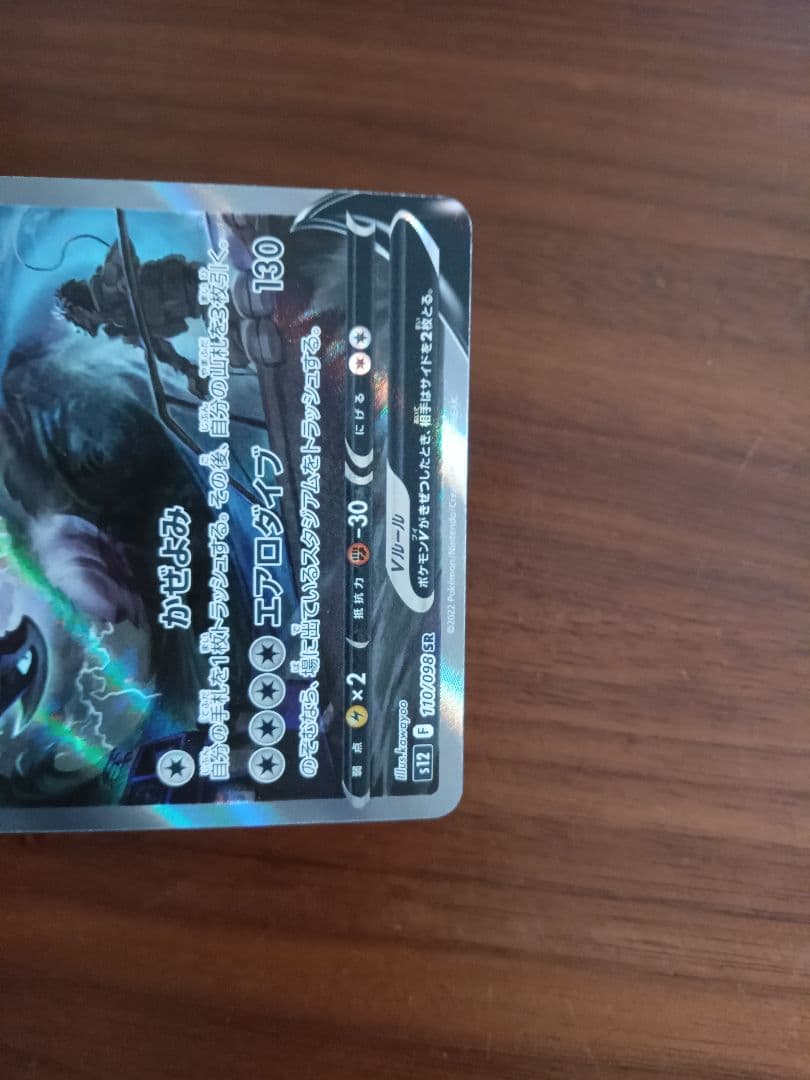 かぜよみ
自分の手札を1枚トラッシュする。その後、自分の山札を3枚引く。
エアロダイブ 130
のぞむなら、場に出ているスタジアムをトラッシュする。
弱点 ×2 抵抗力 -30 にげる
Vルール
ポケモンVがきぜつしたとき、相手はサイドを2枚とる。
illus.kawayoo
s12 F 110/098 SR
©2022 Pokémon/Nintendo/Cre